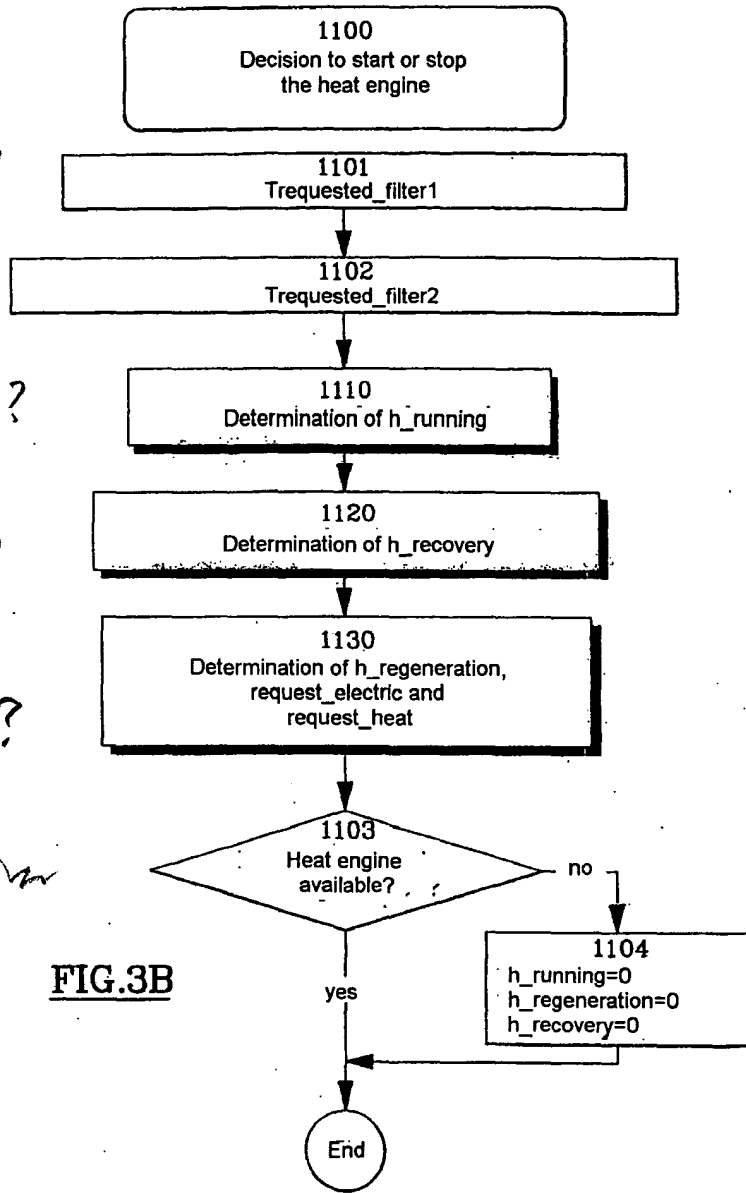 1100
Decision to start or stop
the heat engine
1101
Trequested_filter1
1102
Trequested_filter2
?
1110
Determination of h_running
1120
Determination of h_recovery
1130
Determination of h_regeneration,
request_electric and
request_heat
?
1103
Heat engine
available?
no
1104
h_running=0
h_regeneration=0
h_recovery=0
FIG.3B
yes
End